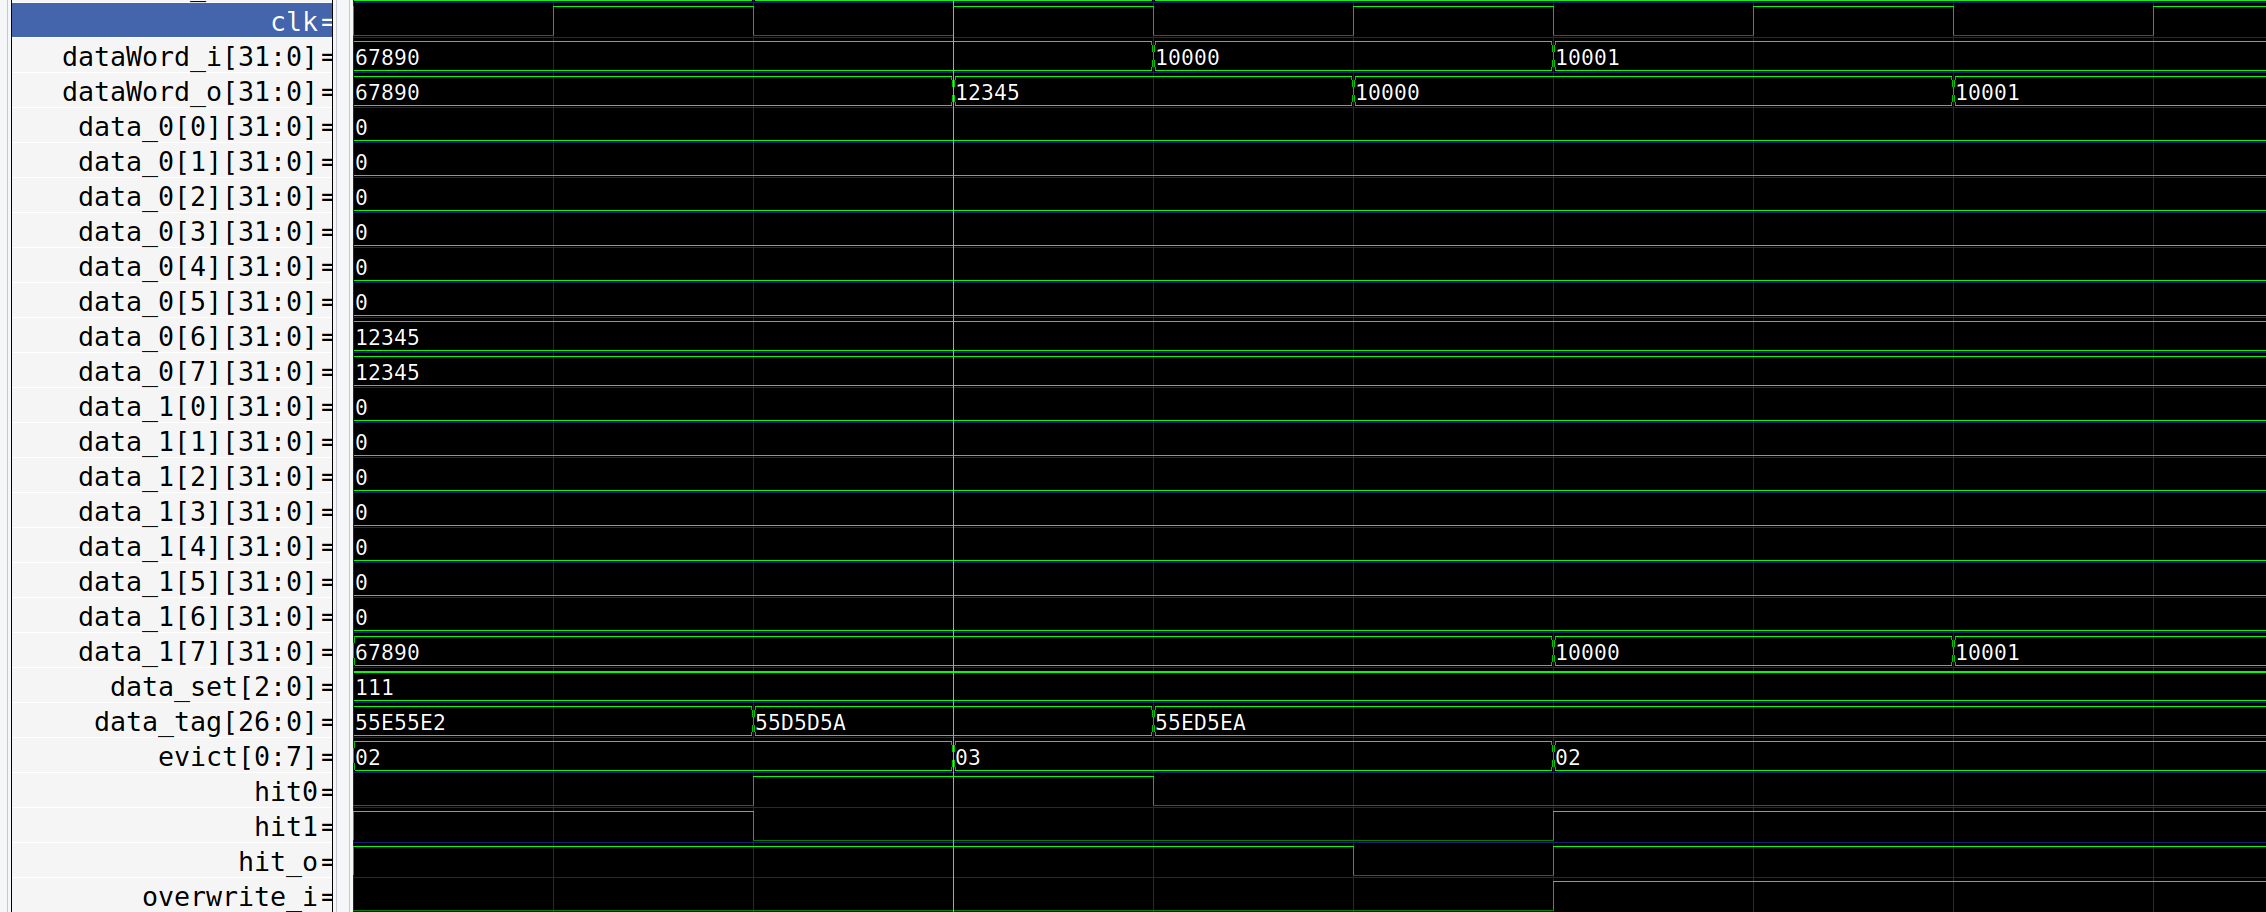 clk=
dataWord_i[31:0]= 67890 10000 10001
dataWord_o[31:0]= 67890 12345 10000 10001
data_0[0][31:0]= 0
data_0[1][31:0]= 0
data_0[2][31:0]= 0
data_0[3][31:0]= 0
data_0[4][31:0]= 0
data_0[5][31:0]= 0
data_0[6][31:0]= 12345
data_0[7][31:0]= 12345
data_1[0][31:0]= 0
data_1[1][31:0]= 0
data_1[2][31:0]= 0
data_1[3][31:0]= 0
data_1[4][31:0]= 0
data_1[5][31:0]= 0
data_1[6][31:0]= 0
data_1[7][31:0]= 67890 10000 10001
data_set[2:0]= 111
data_tag[26:0]= 55E55E2 55D5D5A 55ED5EA
evict[0:7]= 02 03 02
hit0=
hit1=
hit_o=
overwrite_i=